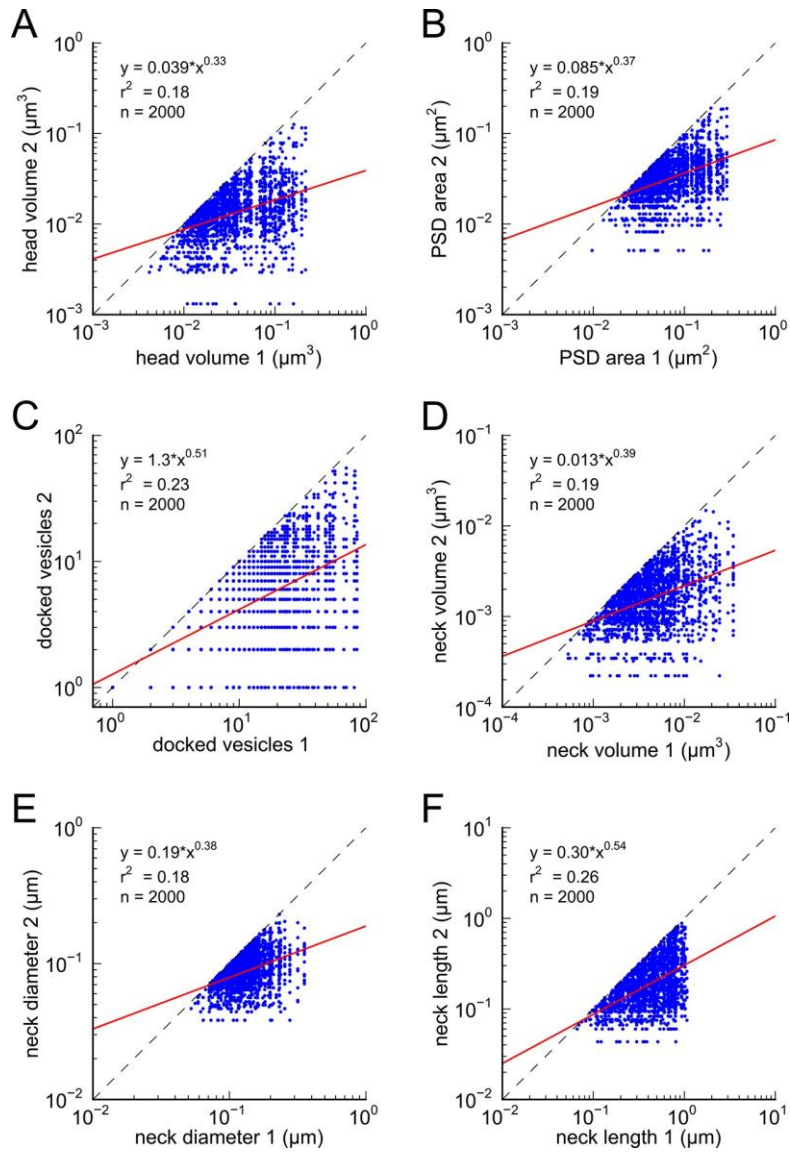 A
y = 0.039*x^0.33
r² = 0.18
n = 2000
10⁰
10⁻¹
10⁻²
10⁻³
head volume 2 (µm³)
10⁻³ 10⁻² 10⁻¹ 10⁰
head volume 1 (µm³)
B
y = 0.085*x^0.37
r² = 0.19
n = 2000
10⁰
10⁻¹
10⁻²
10⁻³
PSD area 2 (µm²)
10⁻³ 10⁻² 10⁻¹ 10⁰
PSD area 1 (µm²)
C
y = 1.3*x^0.51
r² = 0.23
n = 2000
10²
10¹
10⁰
docked vesicles 2
10⁰ 10¹ 10²
docked vesicles 1
D
y = 0.013*x^0.39
r² = 0.19
n = 2000
10⁻¹
10⁻²
10⁻³
10⁻⁴
neck volume 2 (µm³)
10⁻⁴ 10⁻³ 10⁻² 10⁻¹
neck volume 1 (µm³)
E
y = 0.19*x^0.38
r² = 0.18
n = 2000
10⁰
10⁻¹
10⁻²
neck diameter 2 (µm)
10⁻² 10⁻¹ 10⁰
neck diameter 1 (µm)
F
y = 0.30*x^0.54
r² = 0.26
n = 2000
10¹
10⁰
10⁻¹
10⁻²
neck length 2 (µm)
10⁻² 10⁻¹ 10⁰ 10¹
neck length 1 (µm)